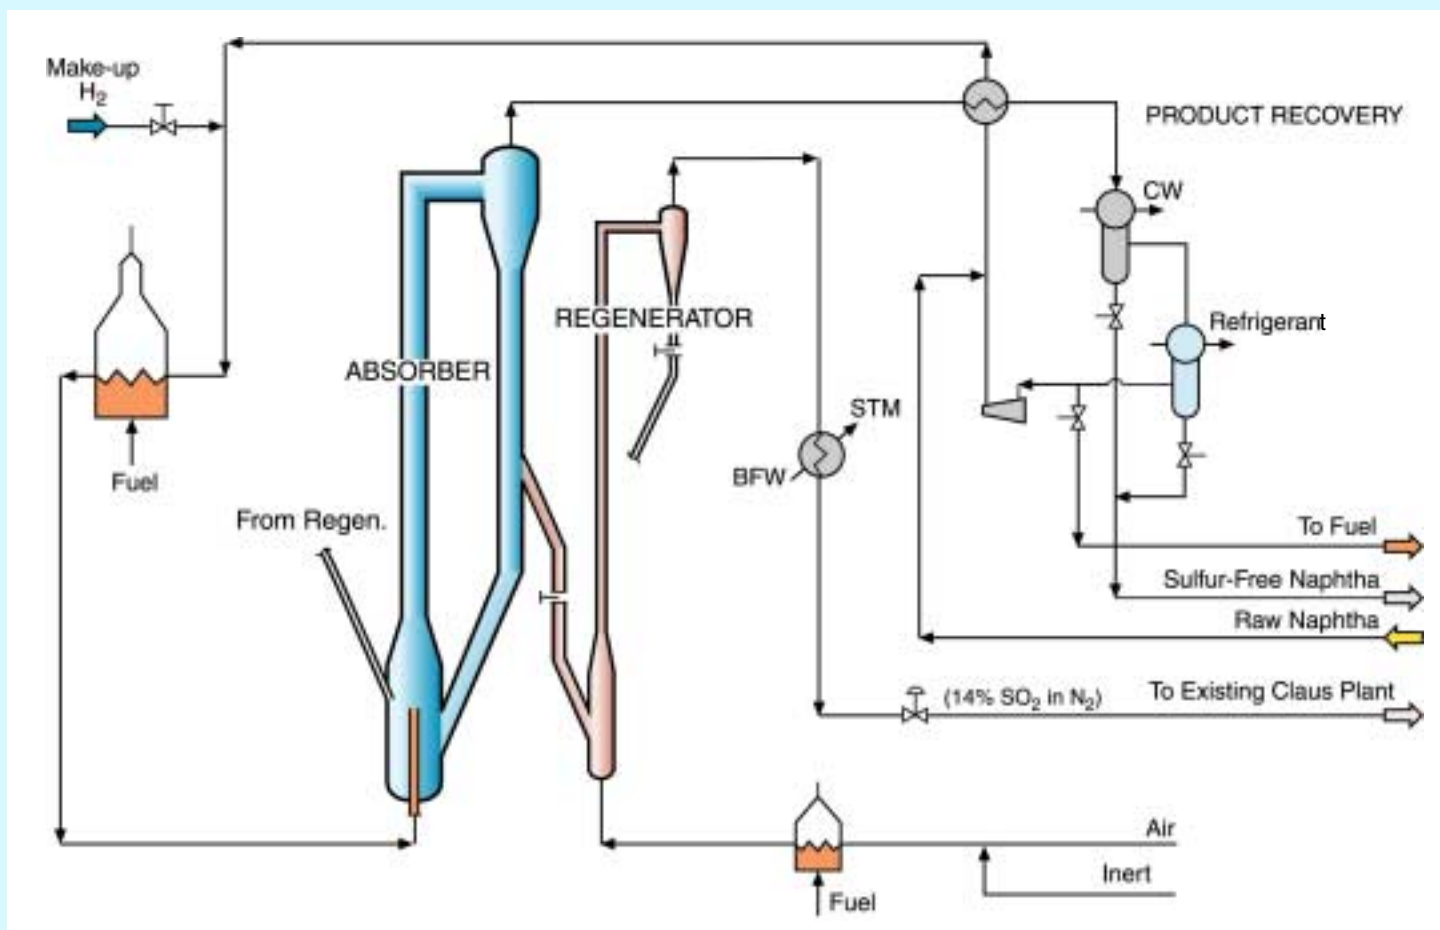 Make-up
H2
PRODUCT RECOVERY
CW
REGENERATOR
Refrigerant
ABSORBER
STM
BFW
Fuel
From Regen.
To Fuel
Sulfur-Free Naphtha
Raw Naphtha
(14% SO2 in N2)
To Existing Claus Plant
Air
Inert
Fuel